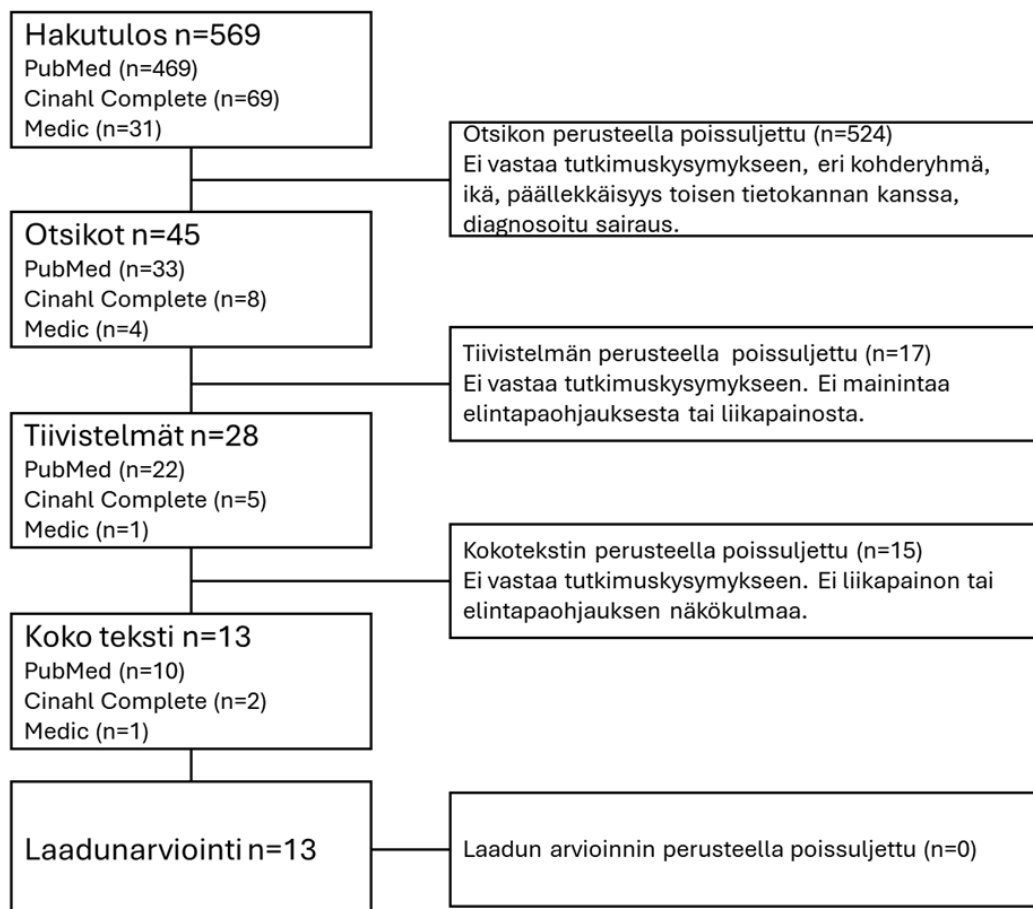 Hakutulos n=569
PubMed (n=469)
Cinahl Complete (n=69)
Medic (n=31)
Otsikon perusteella poissuljettu (n=524)
Ei vastaa tutkimuskysymykseen, eri kohderyhmä,
ikä, päällekkäisyys toisen tietokannan kanssa,
diagnosoitu sairaus.
Otsikot n=45
PubMed (n=33)
Cinahl Complete (n=8)
Medic (n=4)
Tiivistelmän perusteella poissuljettu (n=17)
Ei vastaa tutkimuskysymykseen. Ei mainintaa
elintapaohjauksesta tai liikapainosta.
Tiivistelmät n=28
PubMed (n=22)
Cinahl Complete (n=5)
Medic (n=1)
Kokotekstin perusteella poissuljettu (n=15)
Ei vastaa tutkimuskysymykseen. Ei liikapainon tai
elintapaohjauksen näkökulmaa.
Koko teksti n=13
PubMed (n=10)
Cinahl Complete (n=2)
Medic (n=1)
Laadunarviointi n=13
Laadun arvioinnin perusteella poissuljettu (n=0)